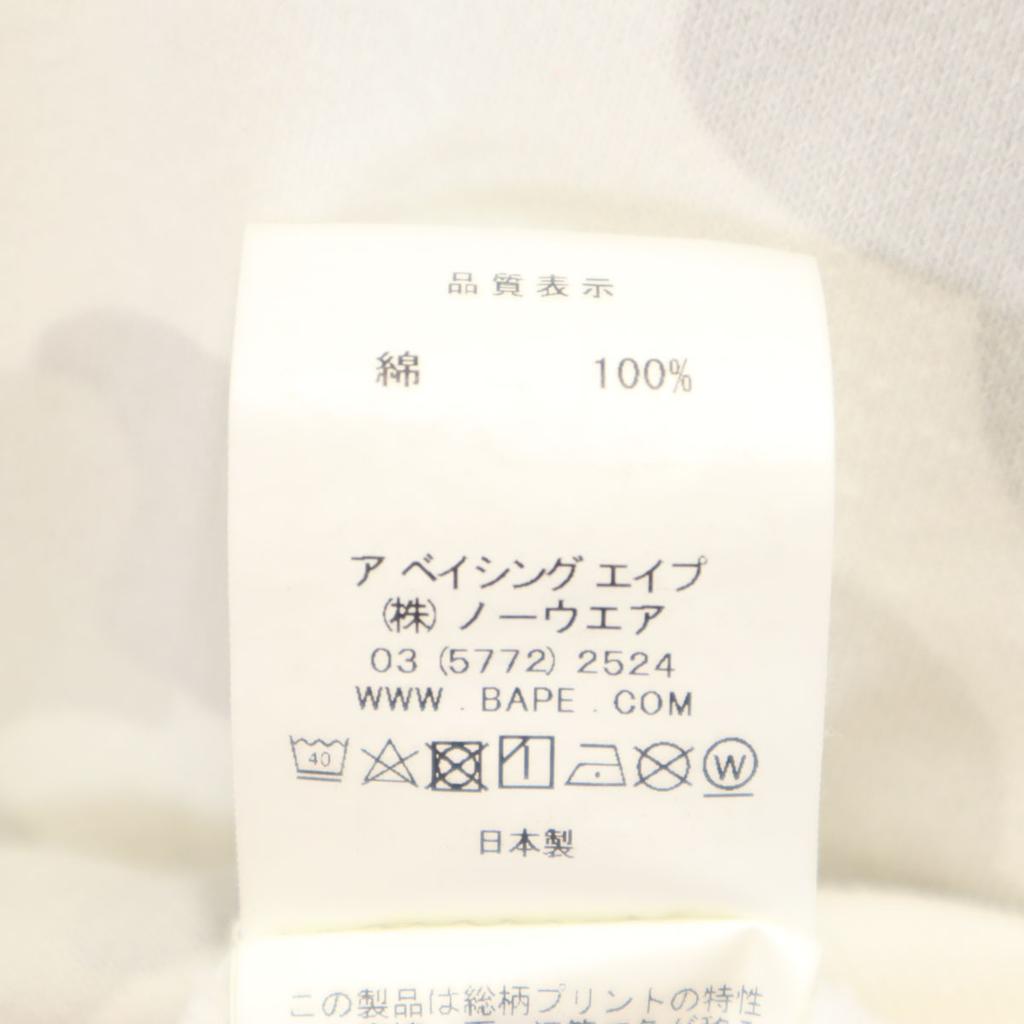 品質表示
綿 100%
ア ベイシング エイプ
(株) ノーウエア
03 (5772) 2524
WWW . BAPE . COM
40
W
日本製
この製品は総柄プリントの特性